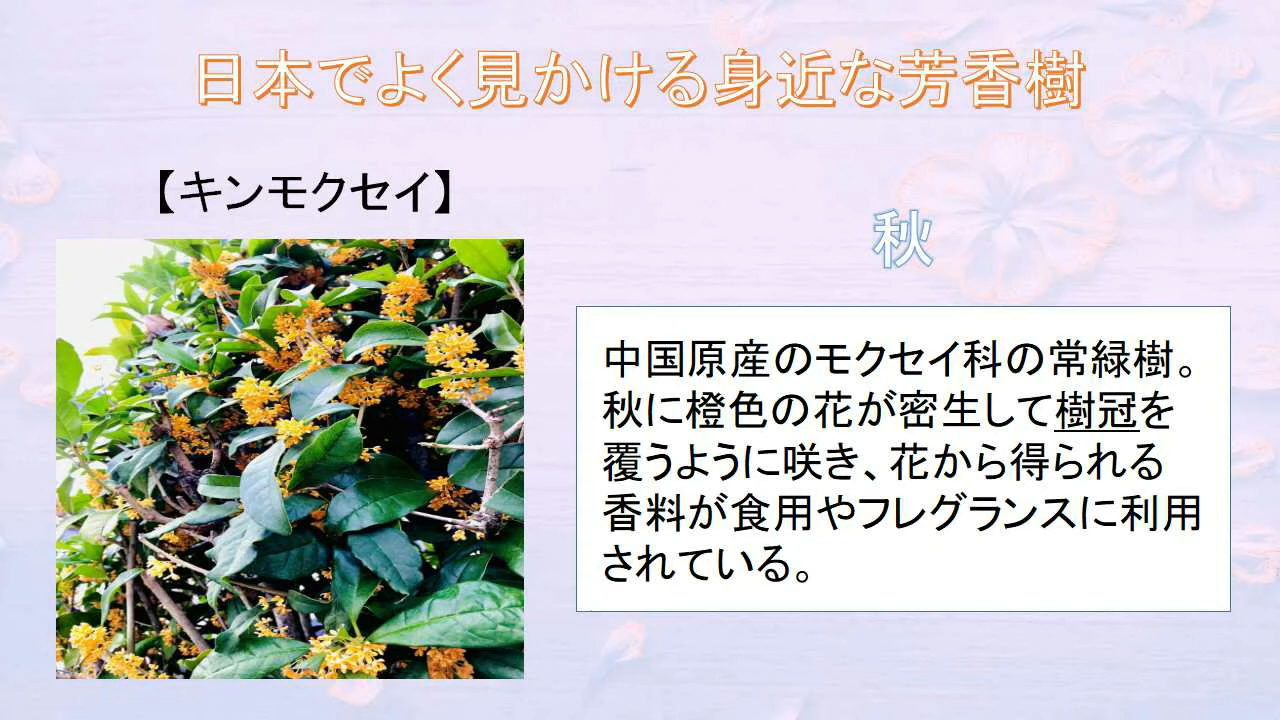 日本でよく見かける身近な芳香樹
【キンモクセイ】
秋
中国原産のモクセイ科の常緑樹。
秋に橙色の花が密生して樹冠を
覆うように咲き、花から得られる
香料が食用やフレグランスに利用
されている。